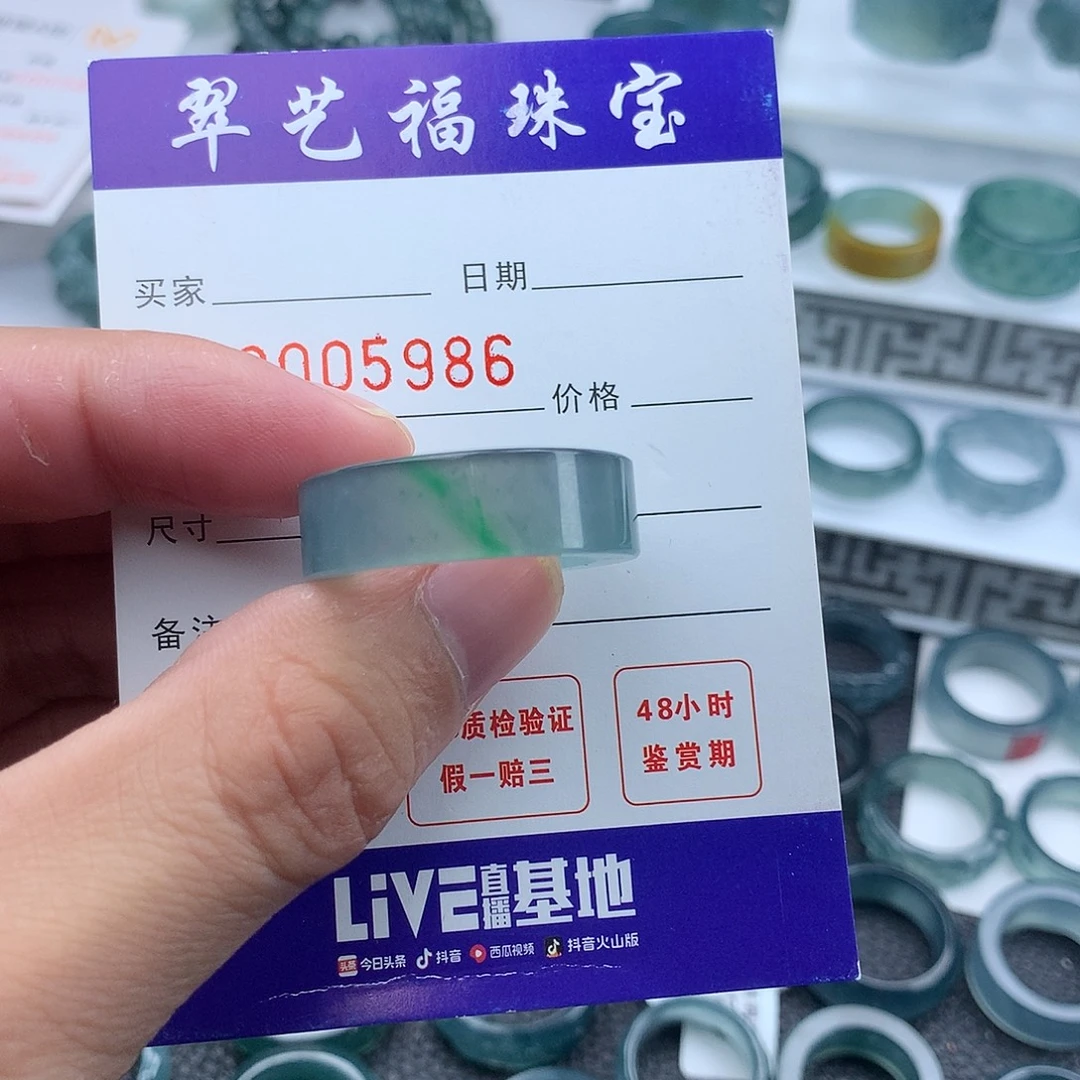 翠艺福珠宝
买家 日期
005986
价格
尺寸
备注
质检验证
假一赔三
48小时
鉴赏期
LiVE直播基地
今日头条 抖音 西瓜视频 抖音火山版